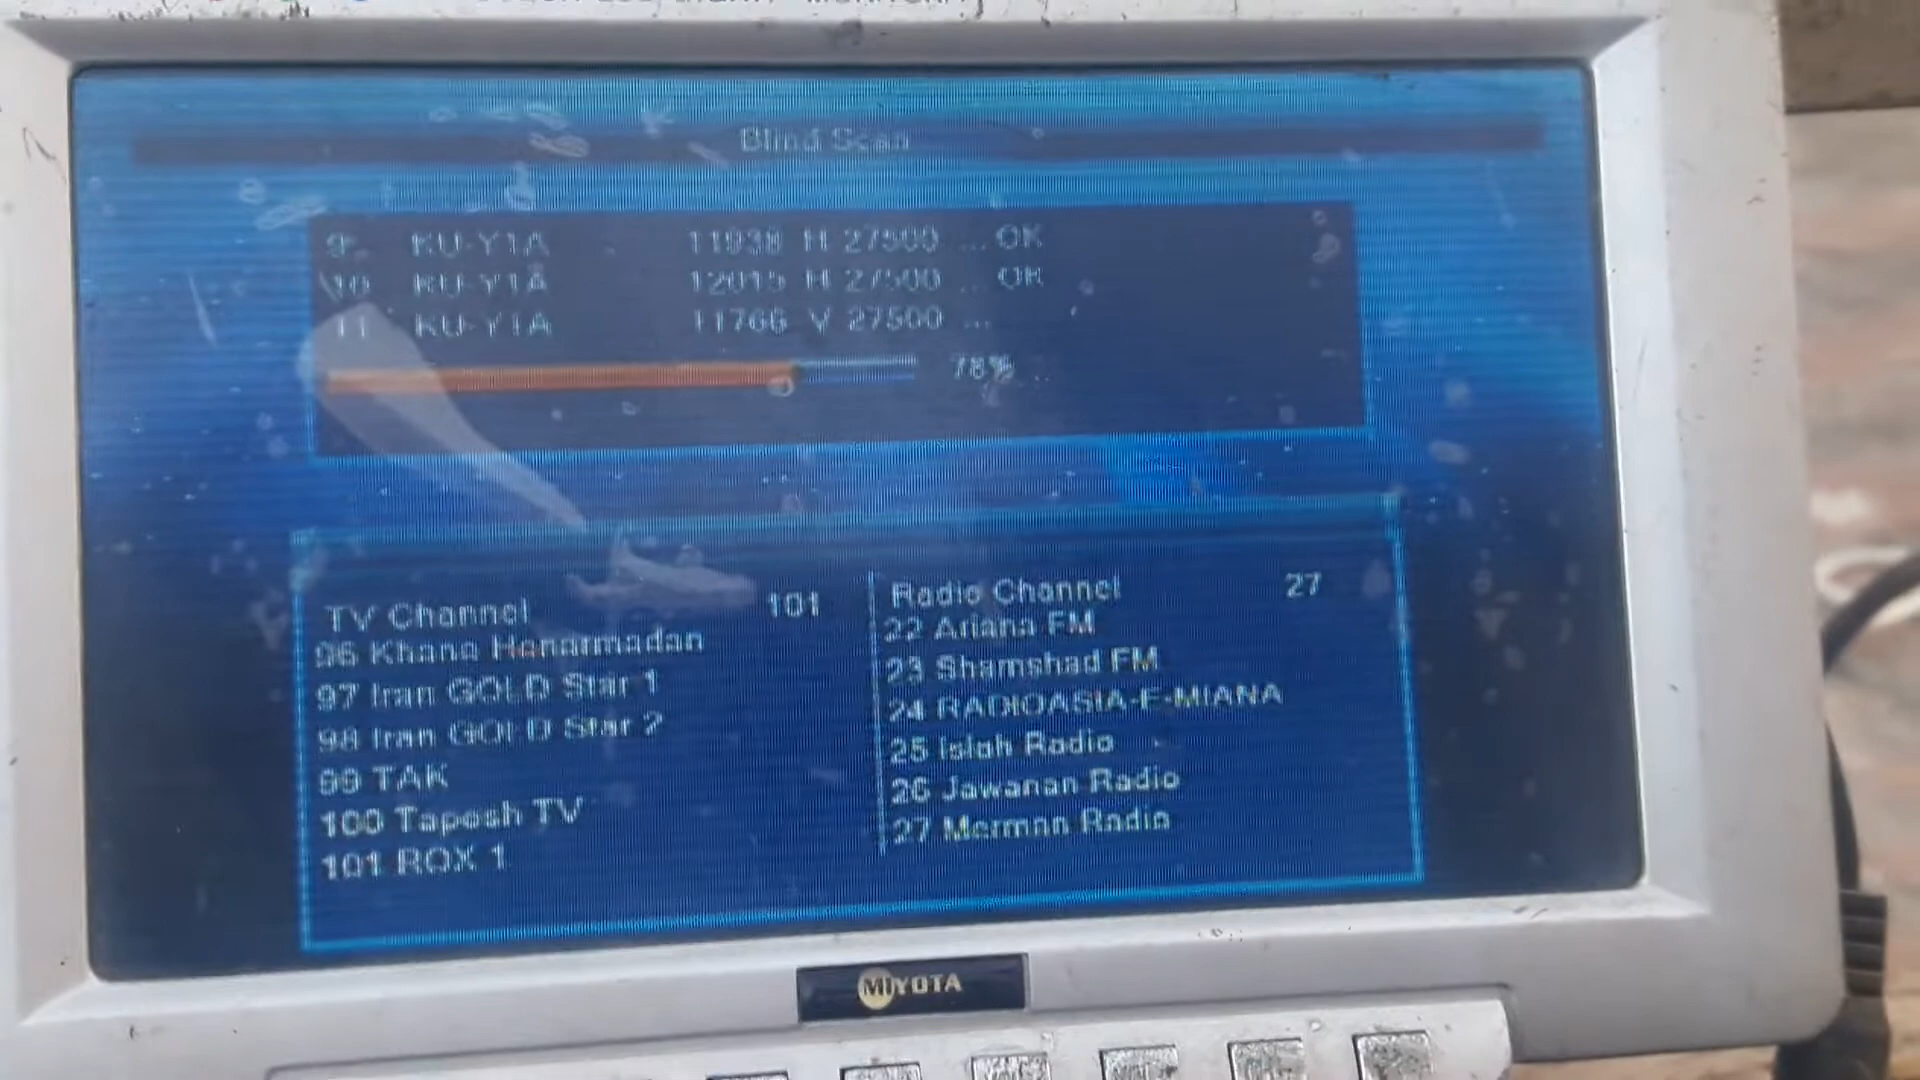 Blind Scan
9 KU-Y1A 11938 H 27500 ... OK
10 KU-Y1A 12015 H 27500 ... OK
11 KU-Y1A 11766 V 27500 ...
78%
TV Channel 101
96 Khane Honarmadan
97 Iran GOLD Star 1
98 Iran GOLD Star 2
99 TAK
100 Tapesh TV
101 ROX 1
Radio Channel 27
22 Ariana FM
23 Shamshad FM
24 RADIOASIA-E-MIANA
25 Islah Radio
26 Jawanan Radio
27 Merman Radio
MIYOTA